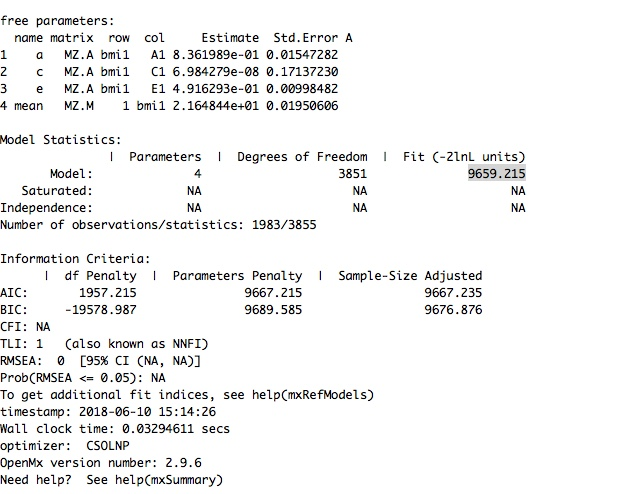 free parameters:
  name matrix  row  col     Estimate  Std.Error A
1    a   MZ.A bmi1   A1 8.361989e-01 0.01547282
2    c   MZ.A bmi1   C1 6.984279e-08 0.17137230
3    e   MZ.A bmi1   E1 4.916293e-01 0.00998482
4 mean   MZ.M    1 bmi1 2.164844e+01 0.01950606
Model Statistics:
               |  Parameters  |  Degrees of Freedom  |  Fit (-2lnL units)
       Model:              4                   3851              9659.215
   Saturated:             NA                     NA                    NA
Independence:             NA                     NA                    NA
Number of observations/statistics: 1983/3855
Information Criteria:
      |  df Penalty  |  Parameters Penalty  |  Sample-Size Adjusted
AIC:       1957.215               9667.215                 9667.235
BIC:     -19578.987               9689.585                 9676.876
CFI: NA
TLI: 1   (also known as NNFI)
RMSEA:  0  [95% CI (NA, NA)]
Prob(RMSEA <= 0.05): NA
To get additional fit indices, see help(mxRefModels)
timestamp: 2018-06-10 15:14:26
Wall clock time: 0.03294611 secs
optimizer:  CSOLNP
OpenMx version number: 2.9.6
Need help?  See help(mxSummary)